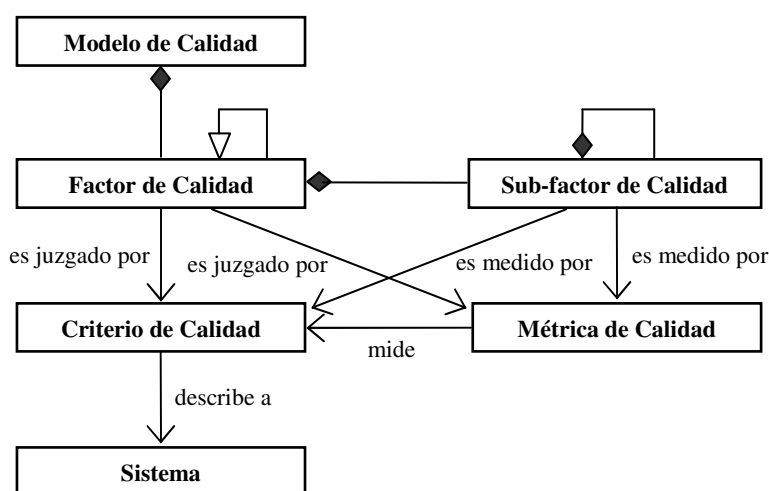 Modelo de Calidad
Factor de Calidad
Sub-factor de Calidad
es juzgado por
es juzgado por
es medido por
es medido por
Criterio de Calidad
Métrica de Calidad
mide
describe a
Sistema